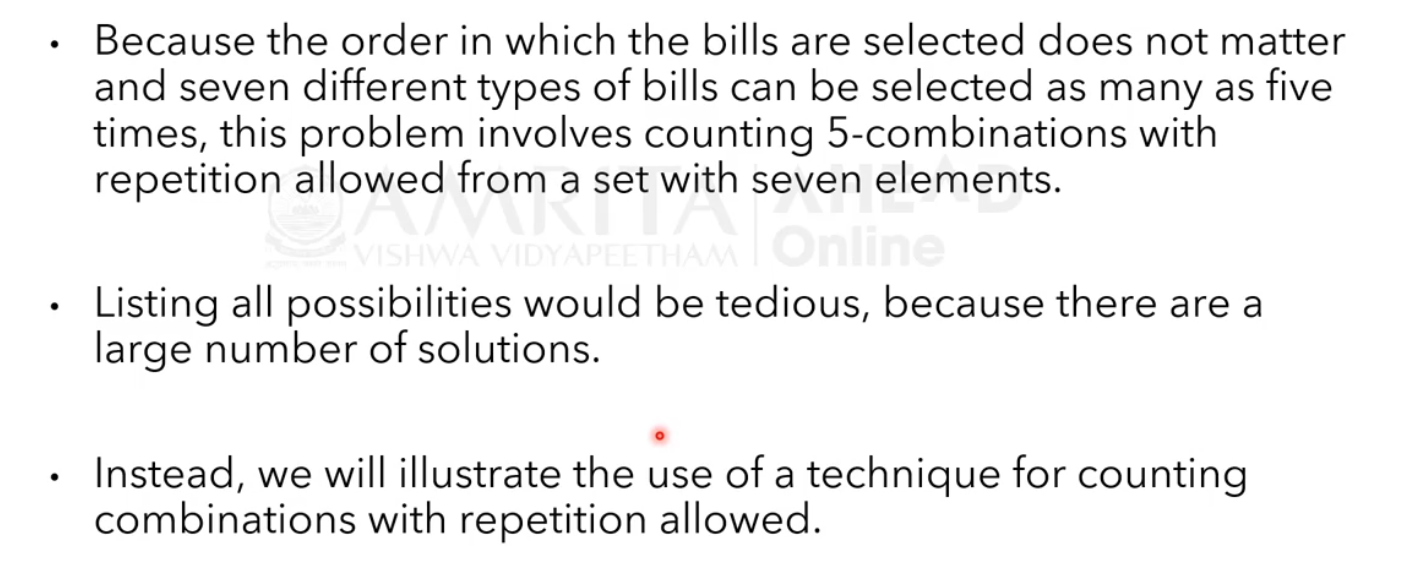 • Because the order in which the bills are selected does not matter
and seven different types of bills can be selected as many as five
times, this problem involves counting 5-combinations with
repetition allowed from a set with seven elements.
AMRITA AHEAD
VISHWA VIDYAPEETHAM Online
• Listing all possibilities would be tedious, because there are a
large number of solutions.
• Instead, we will illustrate the use of a technique for counting
combinations with repetition allowed.